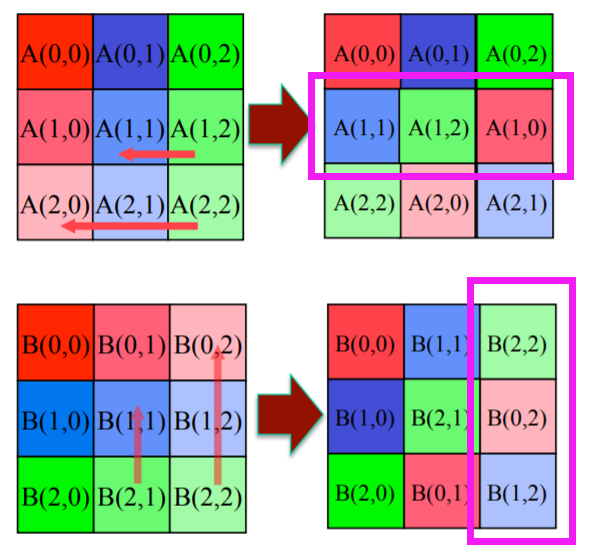 A(0,0) A(0,1) A(0,2) A(0,0) A(0,1) A(0,2)
A(1,0) A(1,1) A(1,2) A(1,1) A(1,2) A(1,0)
A(2,0) A(2,1) A(2,2) A(2,2) A(2,0) A(2,1)
B(0,0) B(0,1) B(0,2) B(0,0) B(1,1) B(2,2)
B(1,0) B(1,1) B(1,2) B(1,0) B(2,1) B(0,2)
B(2,0) B(2,1) B(2,2) B(2,0) B(0,1) B(1,2)